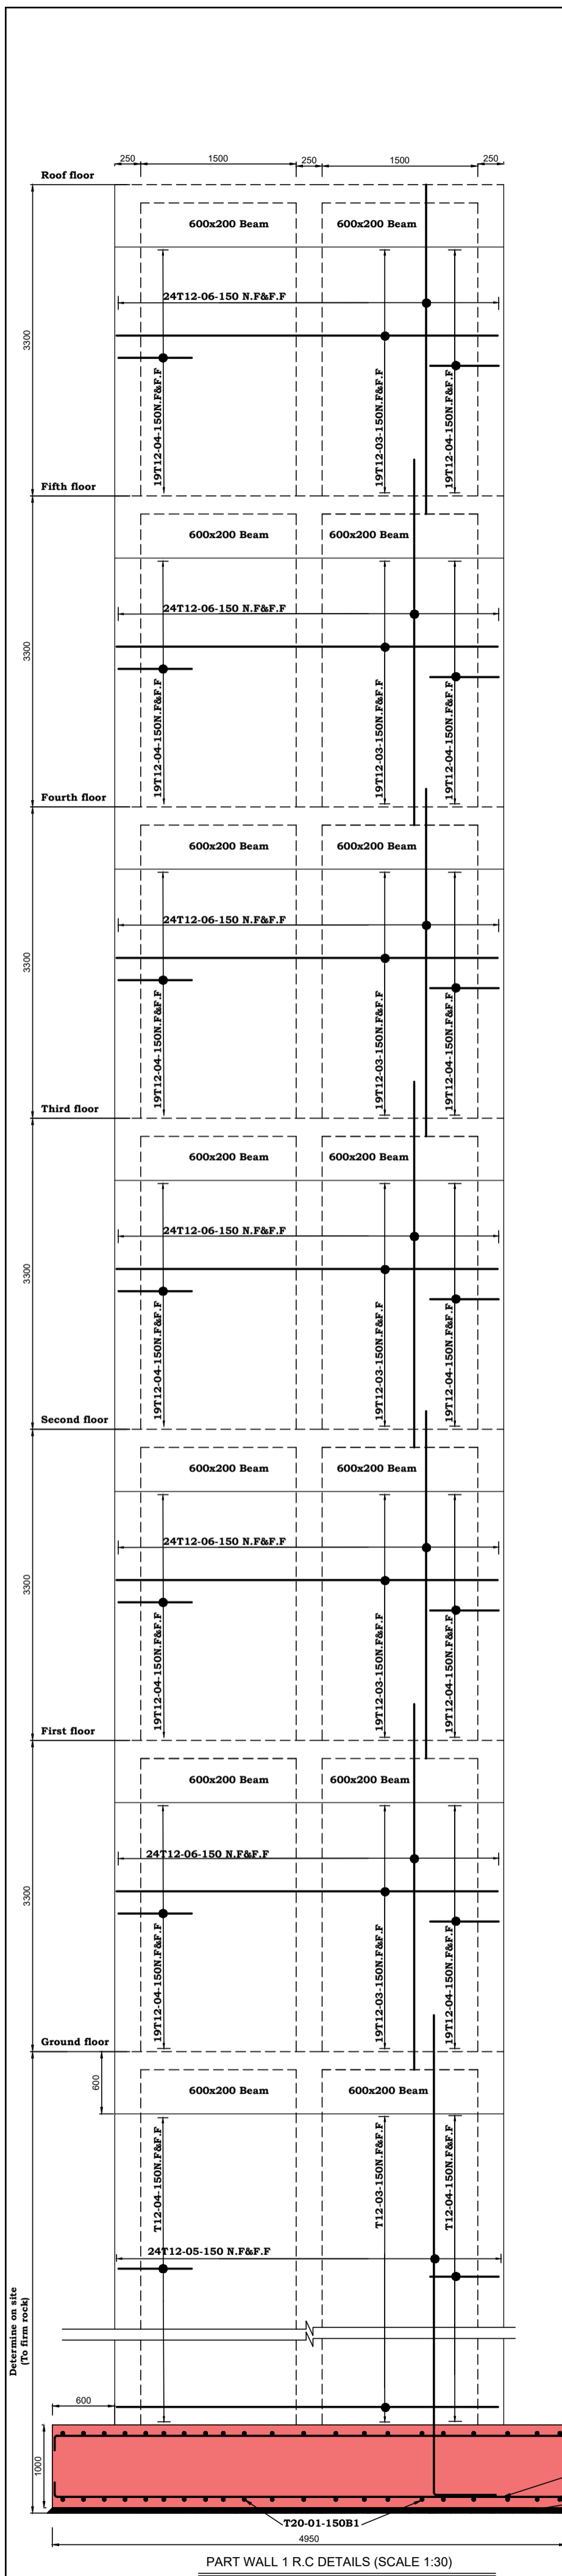 250
1500
250
1500
250
Roof floor
600x200 Beam
600x200 Beam
24T12-06-150 N.F&F.F
3300
19T12-04-150N.F&F.F
19T12-03-150N.F&F.F
19T12-04-150N.F&F.F
Fifth floor
600x200 Beam
600x200 Beam
24T12-06-150 N.F&F.F
3300
19T12-04-150N.F&F.F
19T12-03-150N.F&F.F
19T12-04-150N.F&F.F
Fourth floor
600x200 Beam
600x200 Beam
24T12-06-150 N.F&F.F
3300
19T12-04-150N.F&F.F
19T12-03-150N.F&F.F
19T12-04-150N.F&F.F
Third floor
600x200 Beam
600x200 Beam
24T12-06-150 N.F&F.F
3300
19T12-04-150N.F&F.F
19T12-03-150N.F&F.F
19T12-04-150N.F&F.F
Second floor
600x200 Beam
600x200 Beam
24T12-06-150 N.F&F.F
3300
19T12-04-150N.F&F.F
19T12-03-150N.F&F.F
19T12-04-150N.F&F.F
First floor
600x200 Beam
600x200 Beam
24T12-06-150 N.F&F.F
3300
19T12-04-150N.F&F.F
19T12-03-150N.F&F.F
19T12-04-150N.F&F.F
Ground floor
600
600x200 Beam
600x200 Beam
T12-04-150N.F&F.F
T12-03-150N.F&F.F
T12-04-150N.F&F.F
24T12-05-150 N.F&F.F
Determine on site
(To firm rock)
600
1000
T20-01-150B1
4950
PART WALL 1 R.C DETAILS (SCALE 1:30)